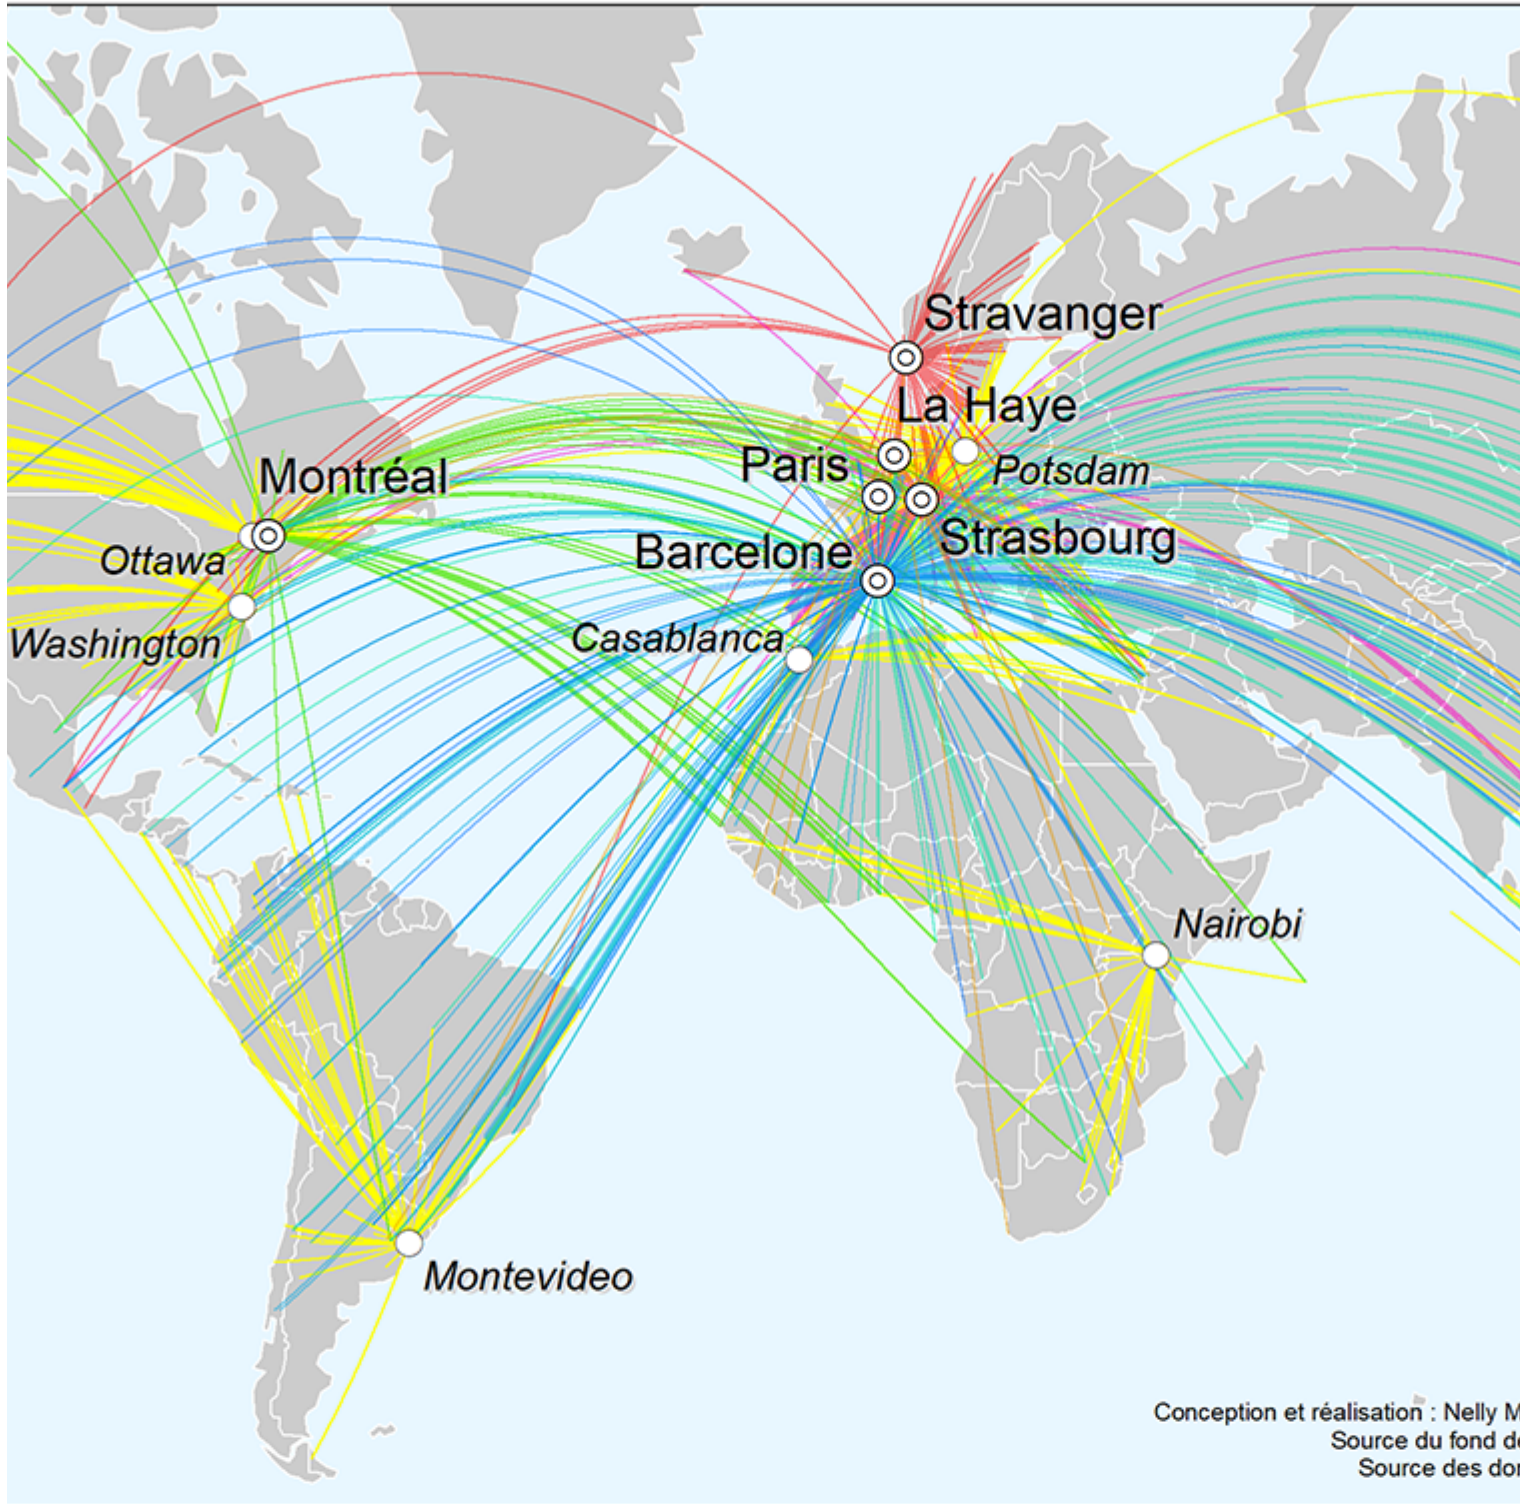 Stravanger
La Haye
Paris
Potsdam
Montréal
Strasbourg
Ottawa
Barcelone
Washington
Casablanca
Nairobi
Montevideo
Conception et réalisation : Nelly M
Source du fond d
Source des do